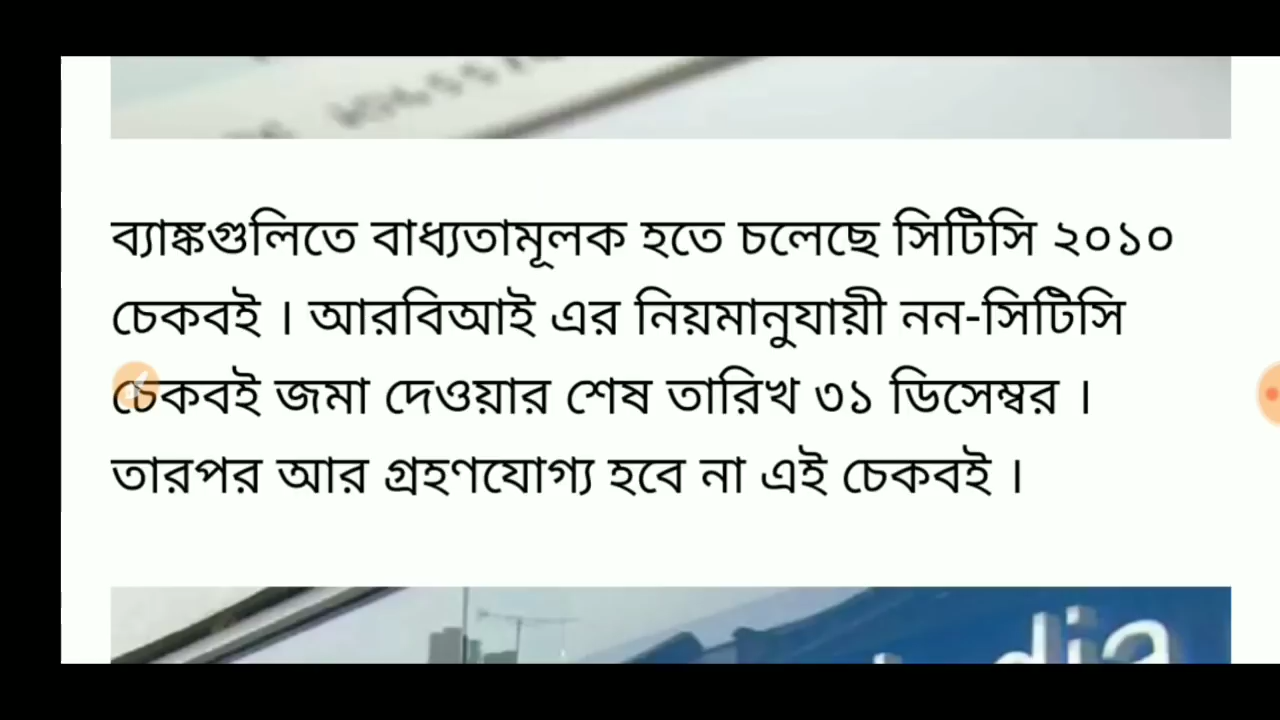 ব্যাঙ্কগুলিতে বাধ্যতামূলক হতে চলেছে সিটিসি ২০১০
চেকবই । আরবিআই এর নিয়মানুযায়ী নন-সিটিসি
চেকবই জমা দেওয়ার শেষ তারিখ ৩১ ডিসেম্বর ।
তারপর আর গ্রহণযোগ্য হবে না এই চেকবই ।